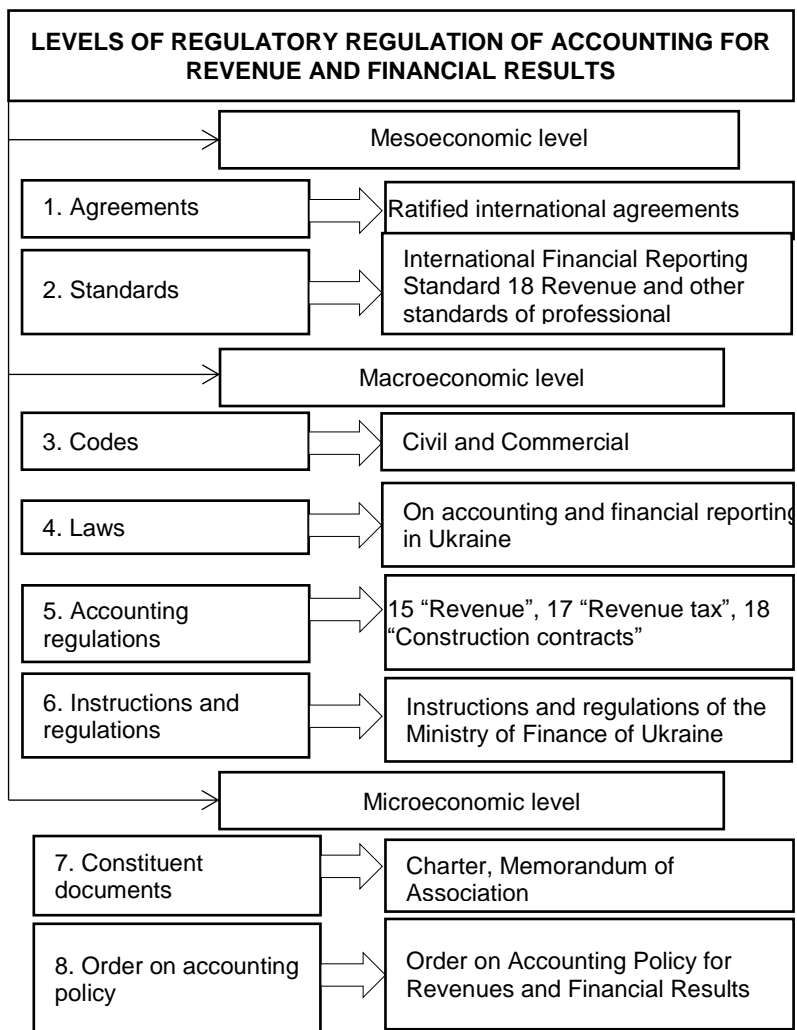 LEVELS OF REGULATORY REGULATION OF ACCOUNTING FOR
REVENUE AND FINANCIAL RESULTS
Mesoeconomic level
1. Agreements
Ratified international agreements
2. Standards
International Financial Reporting
Standard 18 Revenue and other
standards of professional
Macroeconomic level
3. Codes
Civil and Commercial
4. Laws
On accounting and financial reporting
in Ukraine
5. Accounting
regulations
15 “Revenue”, 17 “Revenue tax”, 18
“Construction contracts”
6. Instructions and
regulations
Instructions and regulations of the
Ministry of Finance of Ukraine
Microeconomic level
7. Constituent
documents
Charter, Memorandum of
Association
8. Order on accounting
policy
Order on Accounting Policy for
Revenues and Financial Results